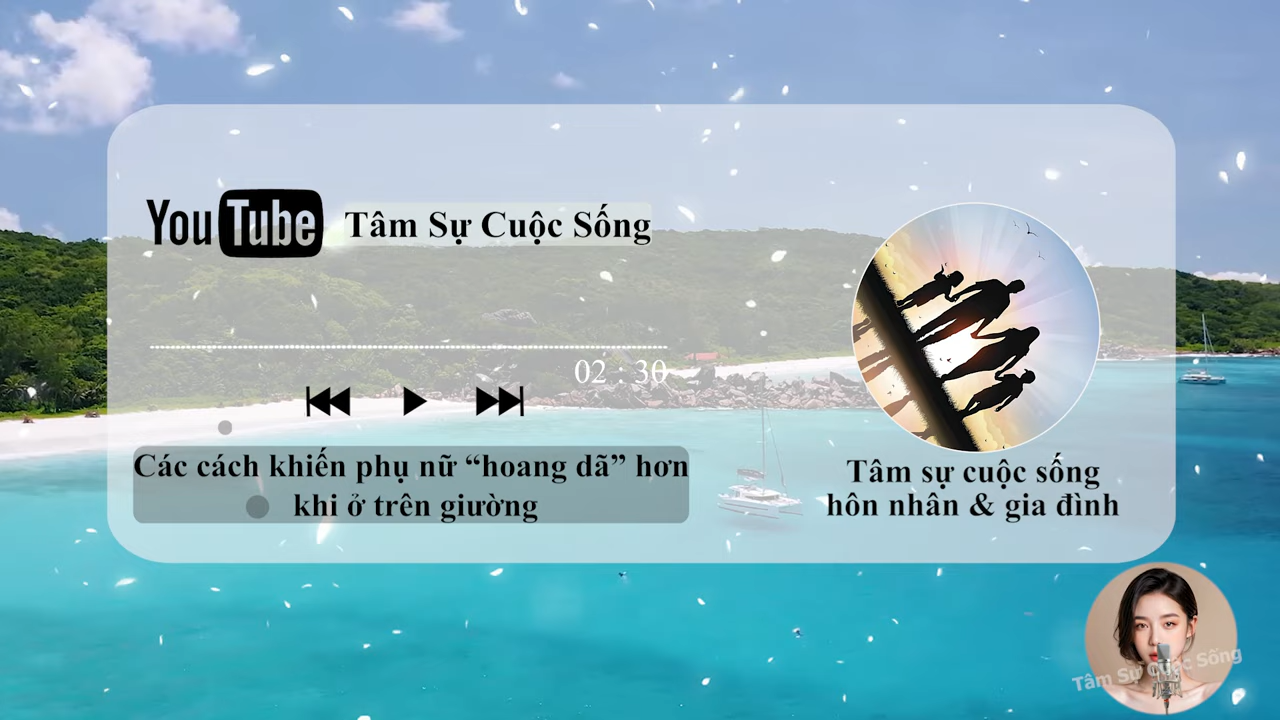 YouTube Tâm Sự Cuộc Sống
02 : 30
Các cách khiến phụ nữ “hoang dã” hơn
khi ở trên giường
Tâm sự cuộc sống
hôn nhân & gia đình
Tâm Sự Cuộc Sống